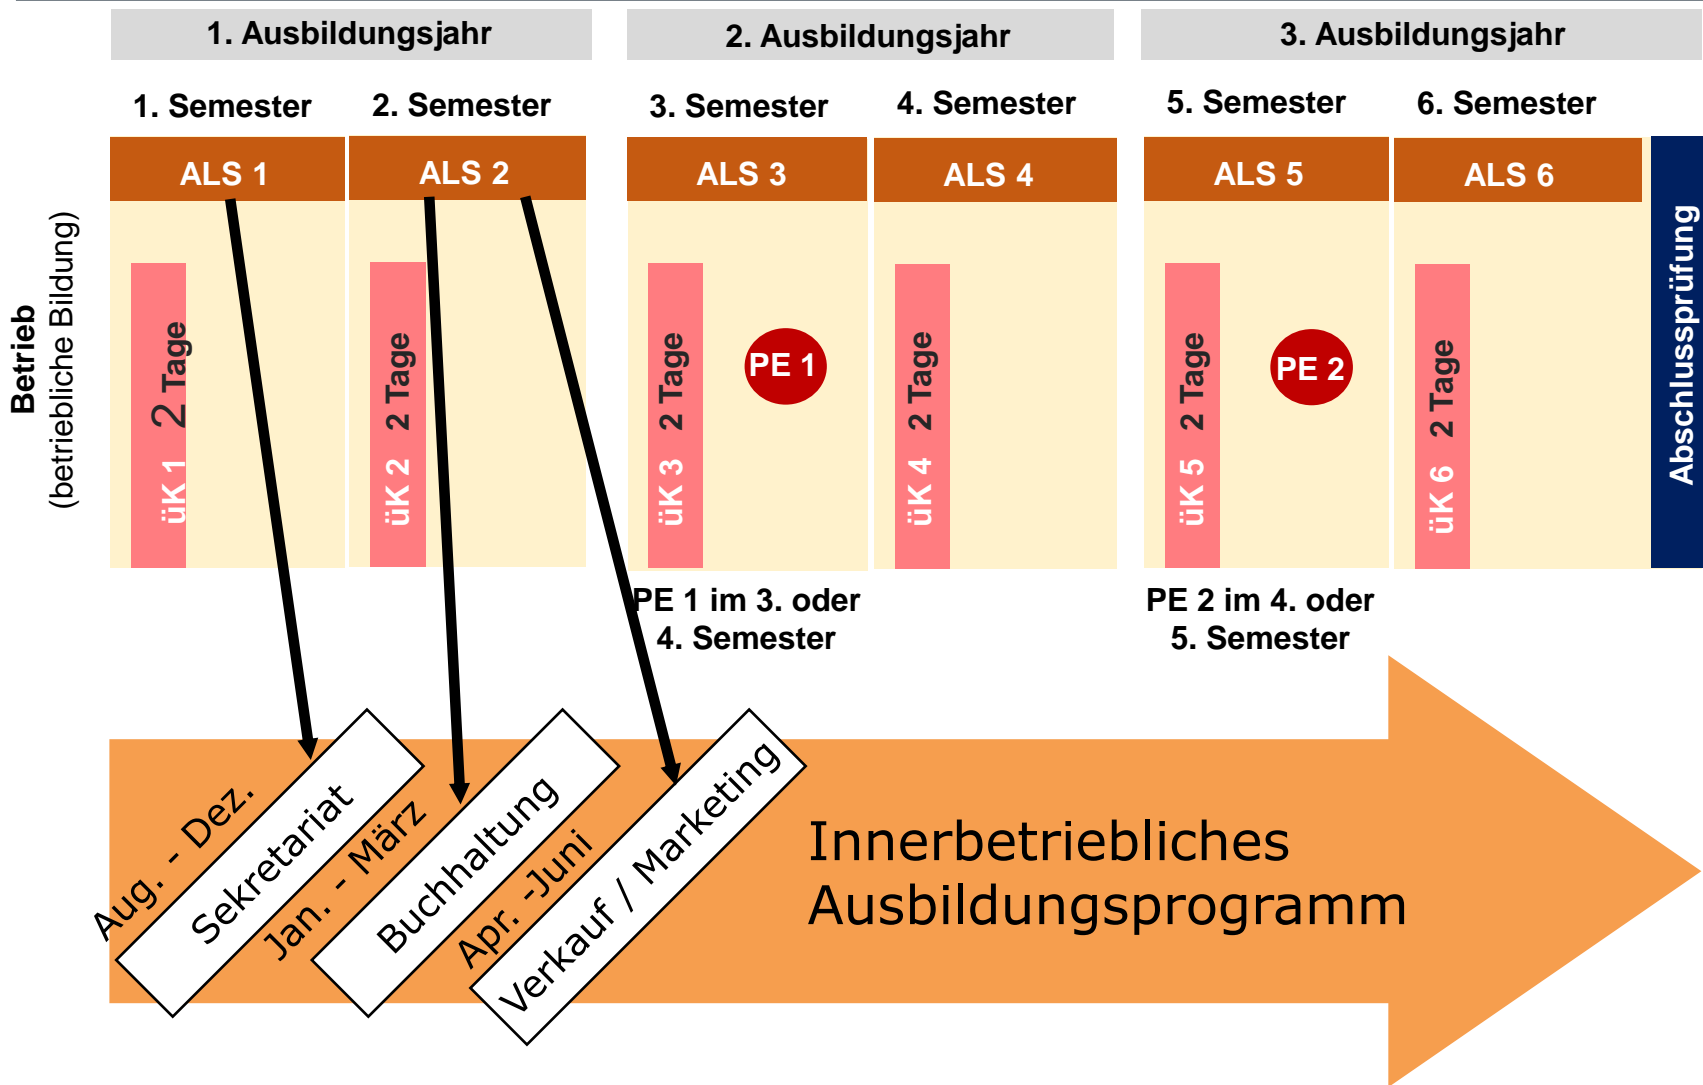 1. Ausbildungsjahr
2. Ausbildungsjahr
3. Ausbildungsjahr
1. Semester
2. Semester
3. Semester
4. Semester
5. Semester
6. Semester
ALS 1
ALS 2
ALS 3
ALS 4
ALS 5
ALS 6
Betrieb
(betriebliche Bildung)
üK 1 2 Tage
üK 2 2 Tage
üK 3 2 Tage
PE 1
üK 4 2 Tage
üK 5 2 Tage
PE 2
üK 6 2 Tage
Abschlussprüfung
PE 1 im 3. oder
4. Semester
PE 2 im 4. oder
5. Semester
Aug. - Dez.
Sekretariat
Jan. - März
Buchhaltung
Apr. -Juni
Verkauf / Marketing
Innerbetriebliches
Ausbildungsprogramm